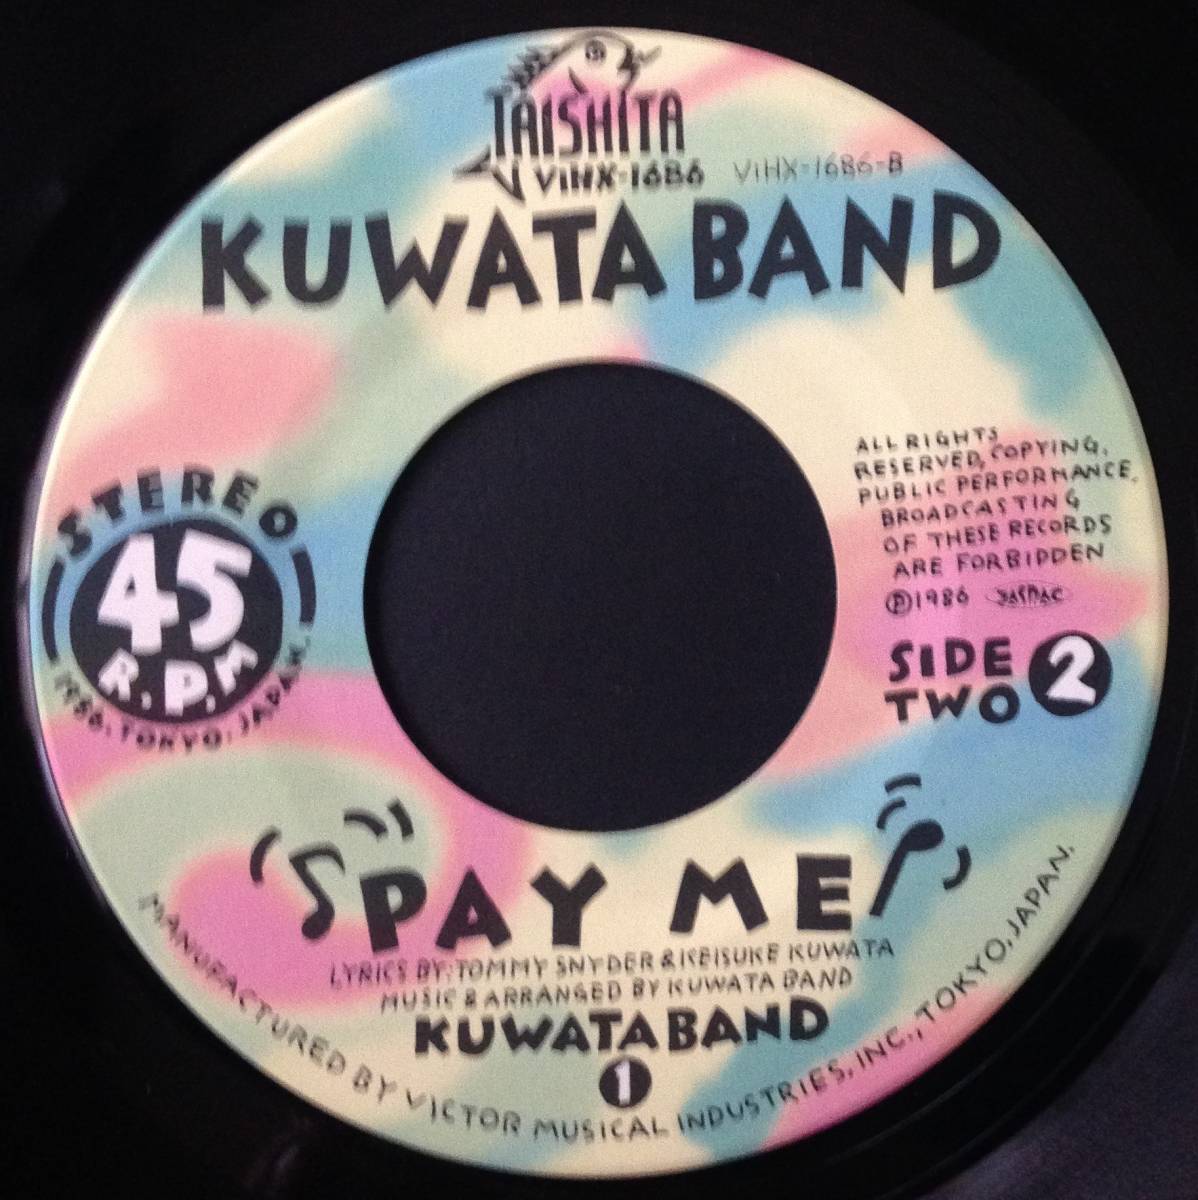 TAISHITA
ViHX-1686 ViHX-1686-B
KUWATA BAND
STEREO
45
R.P.M
1986. TOKYO. JAPAN.
ALL RIGHTS
RESERVED, COPYING,
PUBLIC PERFORMANCE,
BROADCASTING
OF THESE RECORDS
ARE FORBIDDEN
Ⓟ1986 JASRAC
SIDE
TWO 2
PAY ME
LYRICS BY: TOMMY SNYDER & KEISUKE KUWATA
MUSIC & ARRANGED BY KUWATA BAND
KUWATA BAND
1
MANUFACTURED BY VICTOR MUSICAL INDUSTRIES, INC., TOKYO, JAPAN.